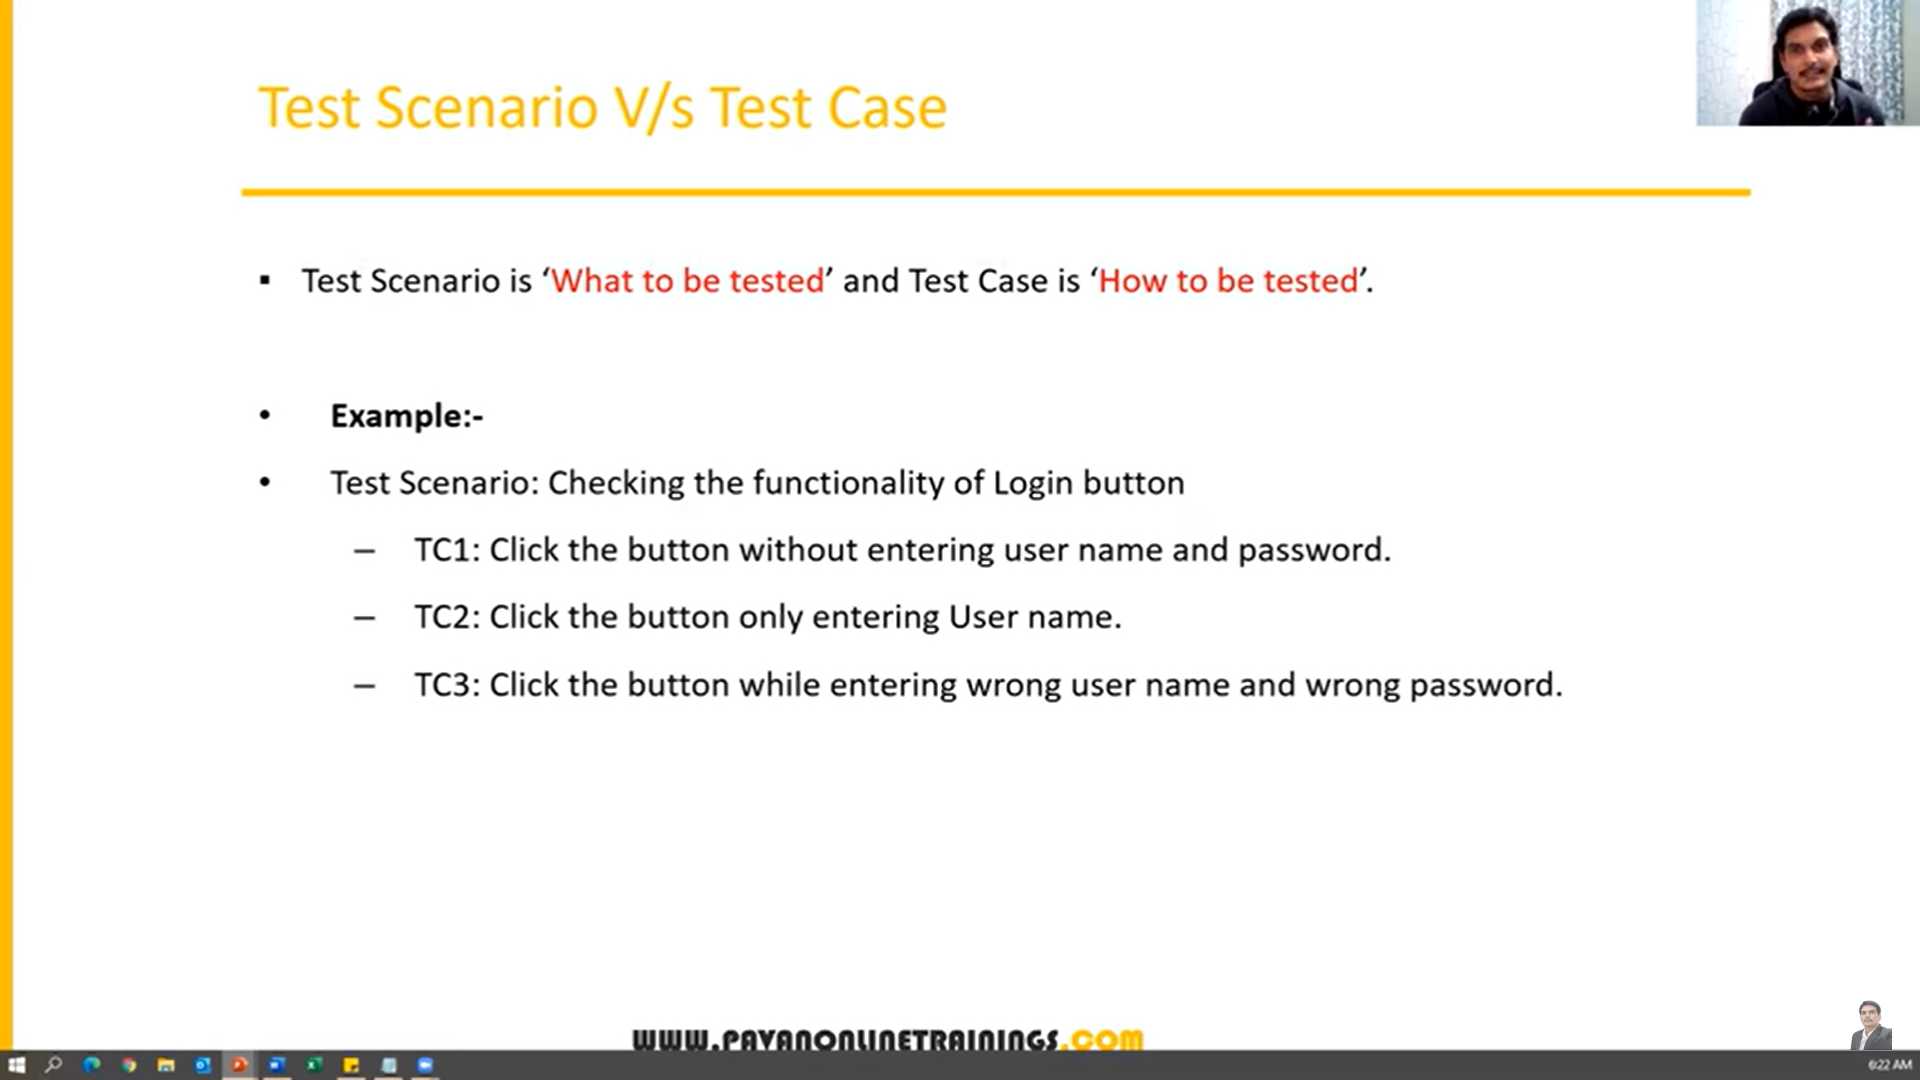 Test Scenario V/s Test Case
▪ Test Scenario is ‘What to be tested’ and Test Case is ‘How to be tested’.
• Example:-
• Test Scenario: Checking the functionality of Login button
– TC1: Click the button without entering user name and password.
– TC2: Click the button only entering User name.
– TC3: Click the button while entering wrong user name and wrong password.
WWW.PAVANONLINETRAININGS.COM
6:22 AM